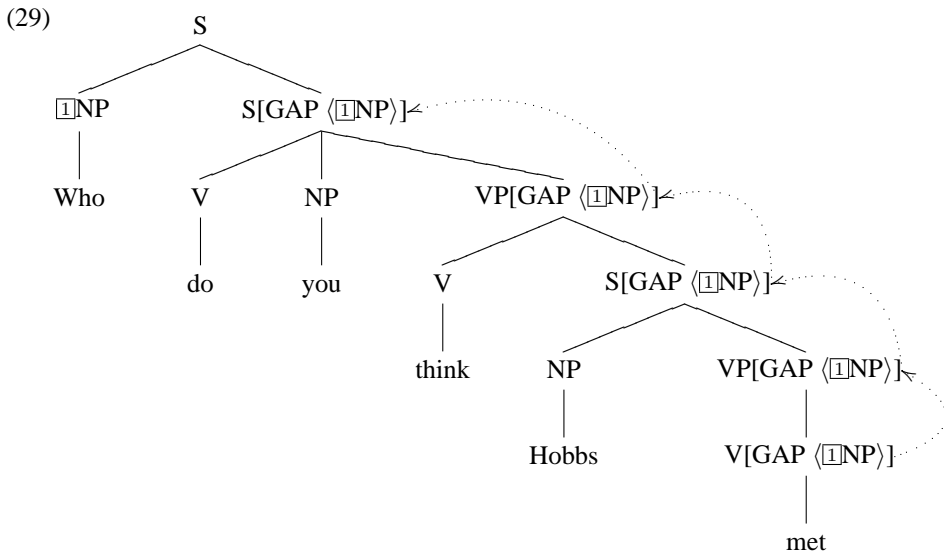 (29)
S
1NP S[GAP ⟨1NP⟩]
Who V NP VP[GAP ⟨1NP⟩]
do you V S[GAP ⟨1NP⟩]
think NP VP[GAP ⟨1NP⟩]
Hobbs V[GAP ⟨1NP⟩]
met